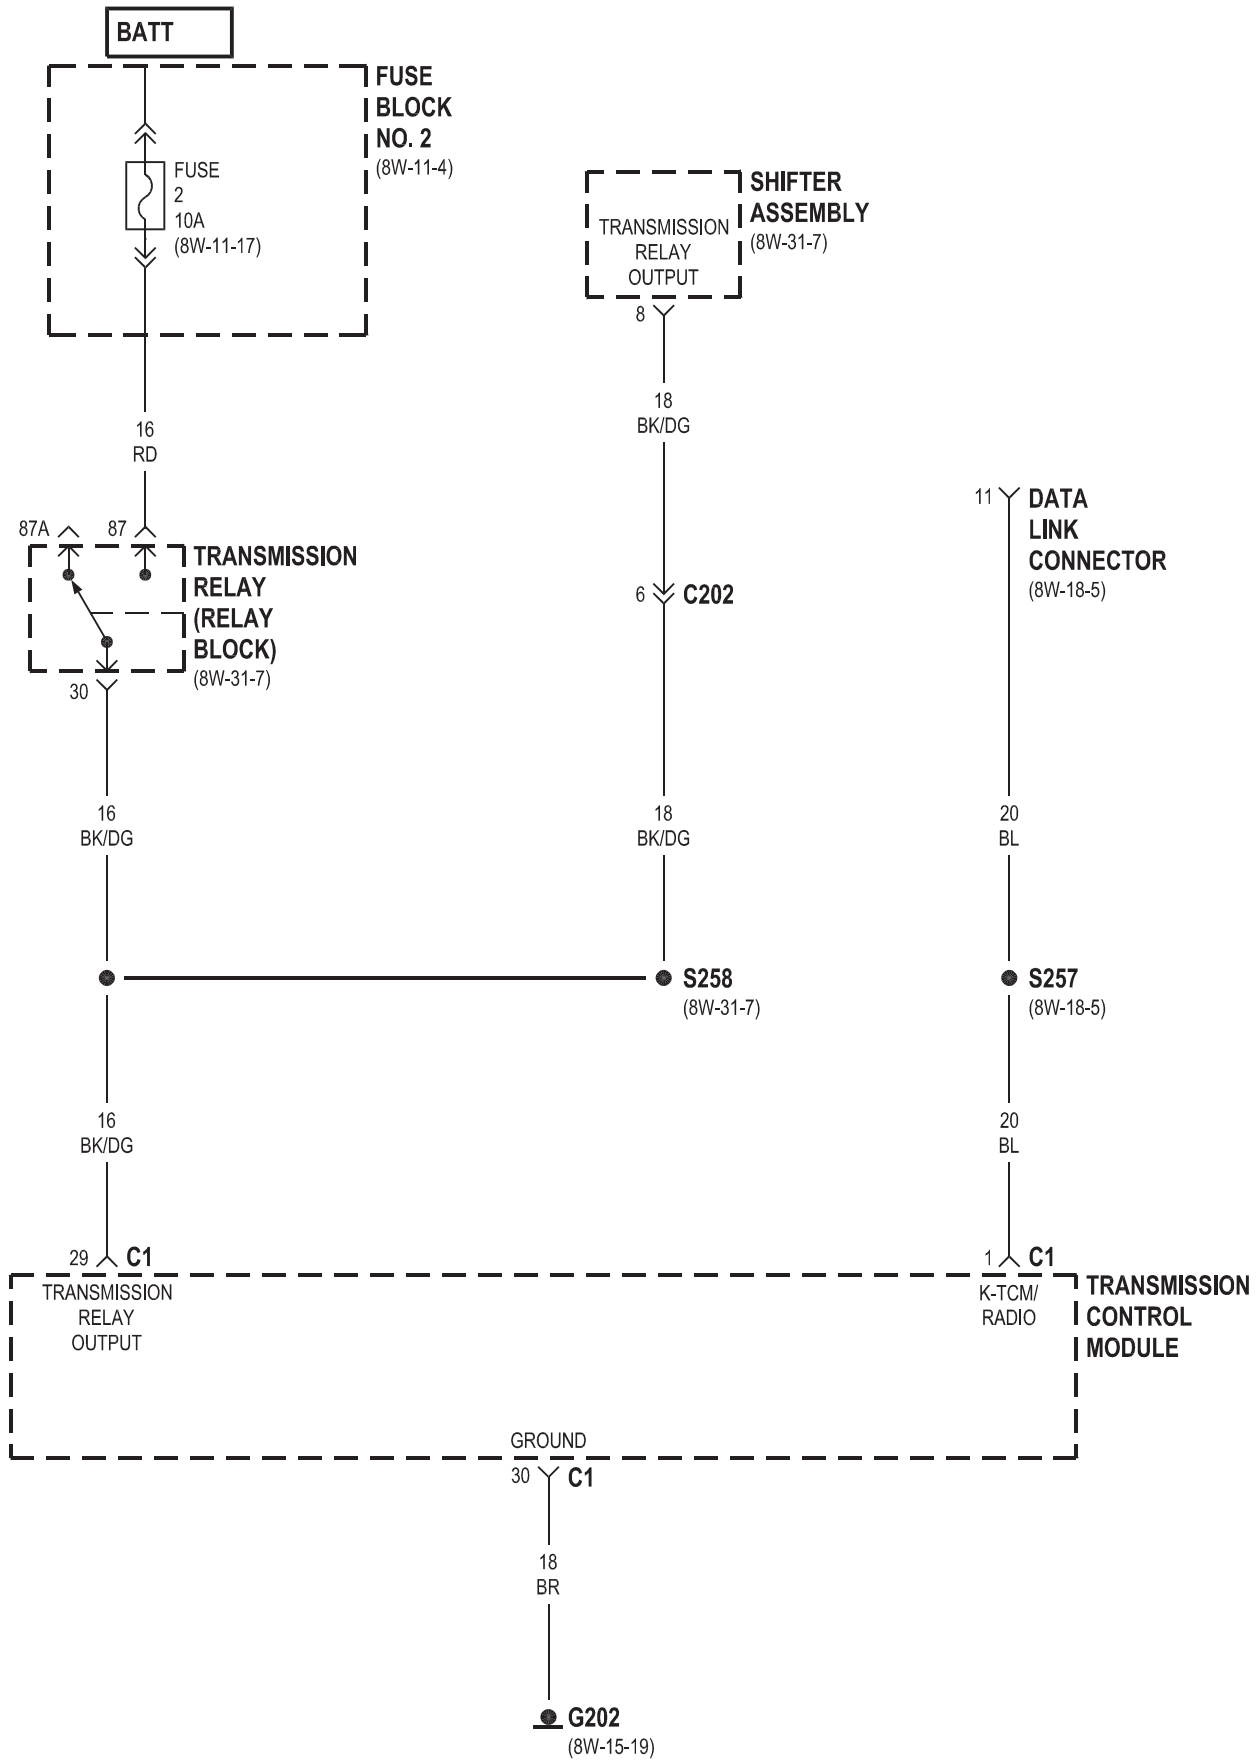 BATT
FUSE
BLOCK
NO. 2
(8W-11-4)
FUSE
2
10A
(8W-11-17)
SHIFTER
ASSEMBLY
(8W-31-7)
TRANSMISSION
RELAY
OUTPUT
8
18
BK/DG
16
RD
87A
87
TRANSMISSION
RELAY
(RELAY
BLOCK)
(8W-31-7)
30
11
DATA
LINK
CONNECTOR
(8W-18-5)
6
C202
16
BK/DG
18
BK/DG
20
BL
S258
(8W-31-7)
S257
(8W-18-5)
16
BK/DG
20
BL
29
C1
1
C1
TRANSMISSION
RELAY
OUTPUT
K-TCM/
RADIO
TRANSMISSION
CONTROL
MODULE
GROUND
30
C1
18
BR
G202
(8W-15-19)